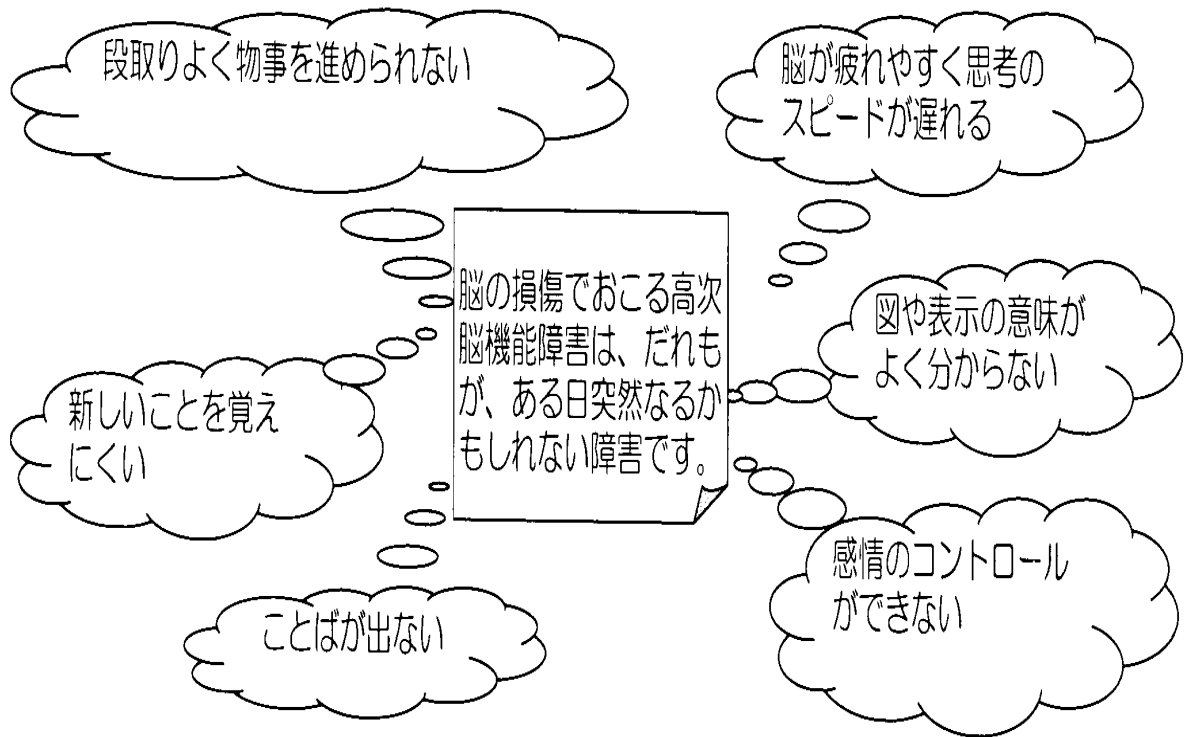 段取りよく物事を進められない
脳が疲れやすく思考の
スピードが遅れる
脳の損傷でおこる高次
脳機能障害は、だれも
が、ある日突然なるか
もしれない障害です。
図や表示の意味が
よく分からない
新しいことを覚え
にくい
感情のコントロール
ができない
ことばが出ない